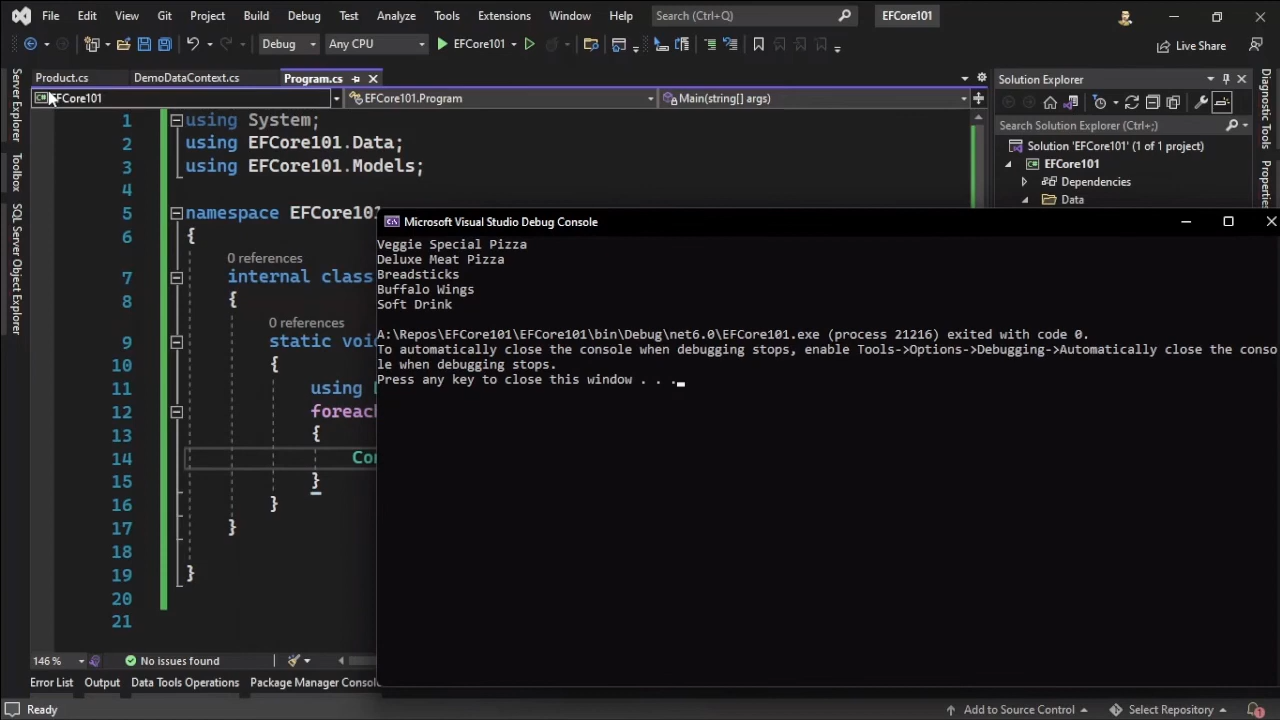 File Edit View Git Project Build Debug Test Analyze Tools Extensions Window Help Search (Ctrl+Q) EFCore101
Debug Any CPU EFCore101 Live Share
Product.cs DemoDataContext.cs Program.cs
EFCore101 EFCore101.Program Main(string[] args)
Server Explorer
Toolbox
SQL Server Object Explorer
1 using System;
2 using EFCore101.Data;
3 using EFCore101.Models;
4
5 namespace EFCore101
6 {
0 references
7 internal class
8 {
0 references
9 static void
10 {
11 using
12 foreach
13 {
14 Con
15 }
16 }
17 }
18
19 }
20
21
Microsoft Visual Studio Debug Console
Veggie Special Pizza
Deluxe Meat Pizza
Breadsticks
Buffalo Wings
Soft Drink
A:\Repos\EFCore101\EFCore101\bin\Debug\net6.0\EFCore101.exe (process 21216) exited with code 0.
To automatically close the console when debugging stops, enable Tools->Options->Debugging->Automatically close the conso
le when debugging stops.
Press any key to close this window . . .
Solution Explorer
Search Solution Explorer (Ctrl+;)
Solution 'EFCore101' (1 of 1 project)
EFCore101
Dependencies
Data
Diagnostic Tools
Properties
146 % No issues found
Error List Output Data Tools Operations Package Manager Consol
Ready Add to Source Control Select Repository 1